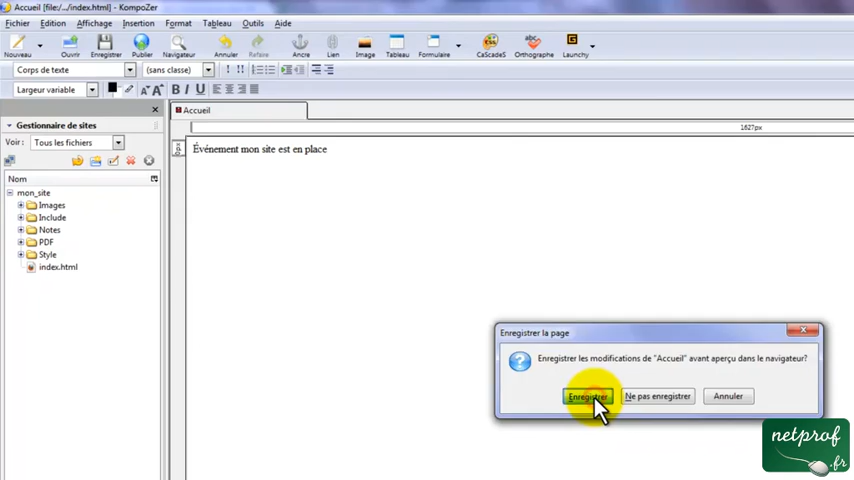 Accueil [file:/.../index.html] - KompoZer
Fichier Edition Affichage Insertion Format Tableau Outils Aide
Nouveau Ouvrir Enregistrer Publier Navigateur Annuler Refaire Ancre Lien Image Tableau Formulaire CaScadeS Orthographe Launchy
Corps de texte (sans classe)
Largeur variable B I U
Accueil
Gestionnaire de sites
1627px
Voir : Tous les fichiers
0px
Événement mon site est en place
Nom
mon_site
Images
Include
Notes
PDF
Style
index.html
Enregistrer la page
Enregistrer les modifications de "Accueil" avant aperçu dans le navigateur?
Enregistrer Ne pas enregistrer Annuler
netprof
.fr